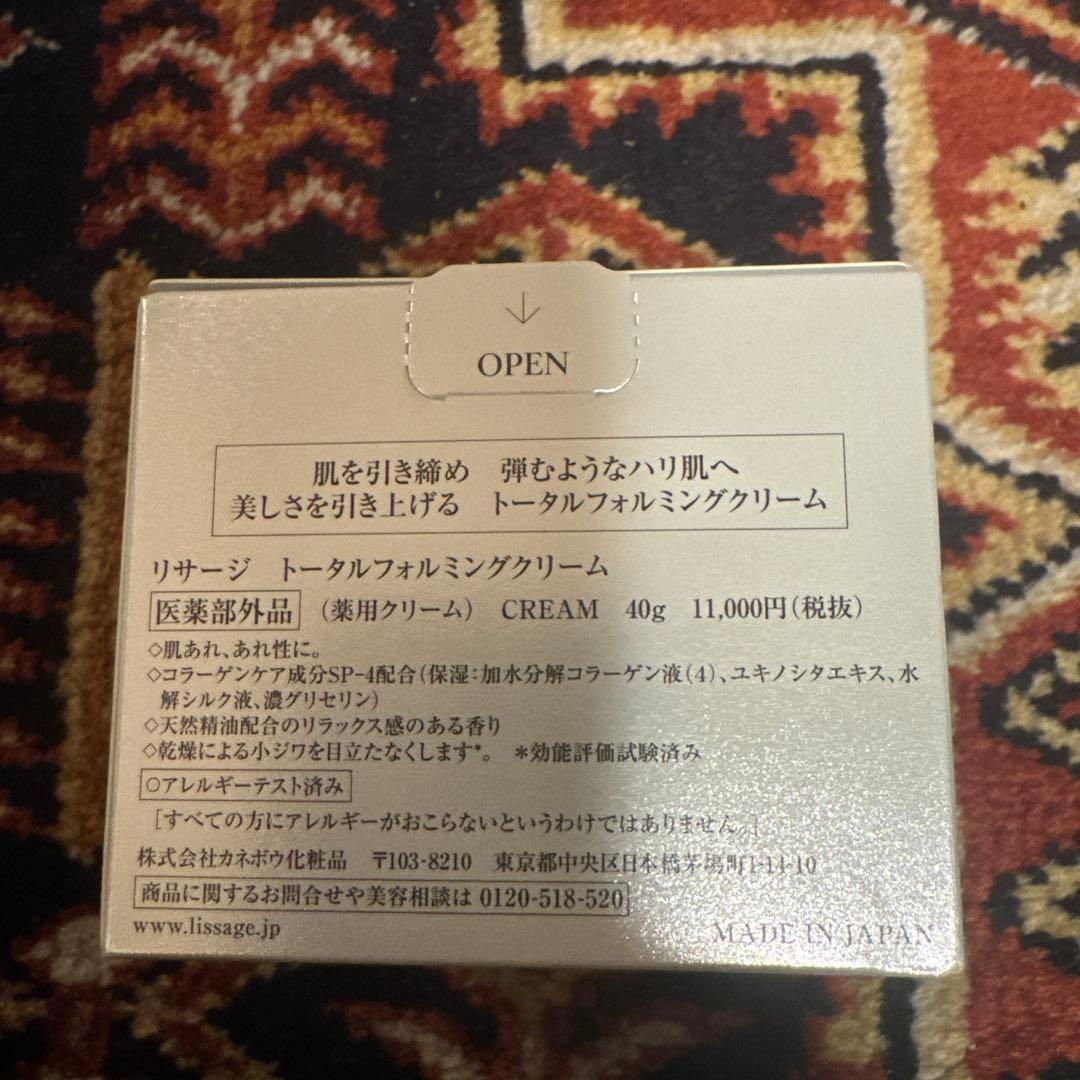 ↓
OPEN
肌を引き締め　弾むようなハリ肌へ
美しさを引き上げる　トータルフォルミングクリーム
リサージ　トータルフォルミングクリーム
医薬部外品 （薬用クリーム） CREAM 40g 11,000円（税抜）
◇肌あれ、あれ性に。
◇コラーゲンケア成分SP-4配合（保湿：加水分解コラーゲン液（4）、ユキノシタエキス、水
解シルク液、濃グリセリン）
◇天然精油配合のリラックス感のある香り
◇乾燥による小ジワを目立たなくします*。 ＊効能評価試験済み
○アレルギーテスト済み
［すべての方にアレルギーがおこらないというわけではありません。］
株式会社カネボウ化粧品　〒103-8210　東京都中央区日本橋茅場町1-14-10
商品に関するお問合せや美容相談は 0120-518-520
www.lissage.jp
MADE IN JAPAN